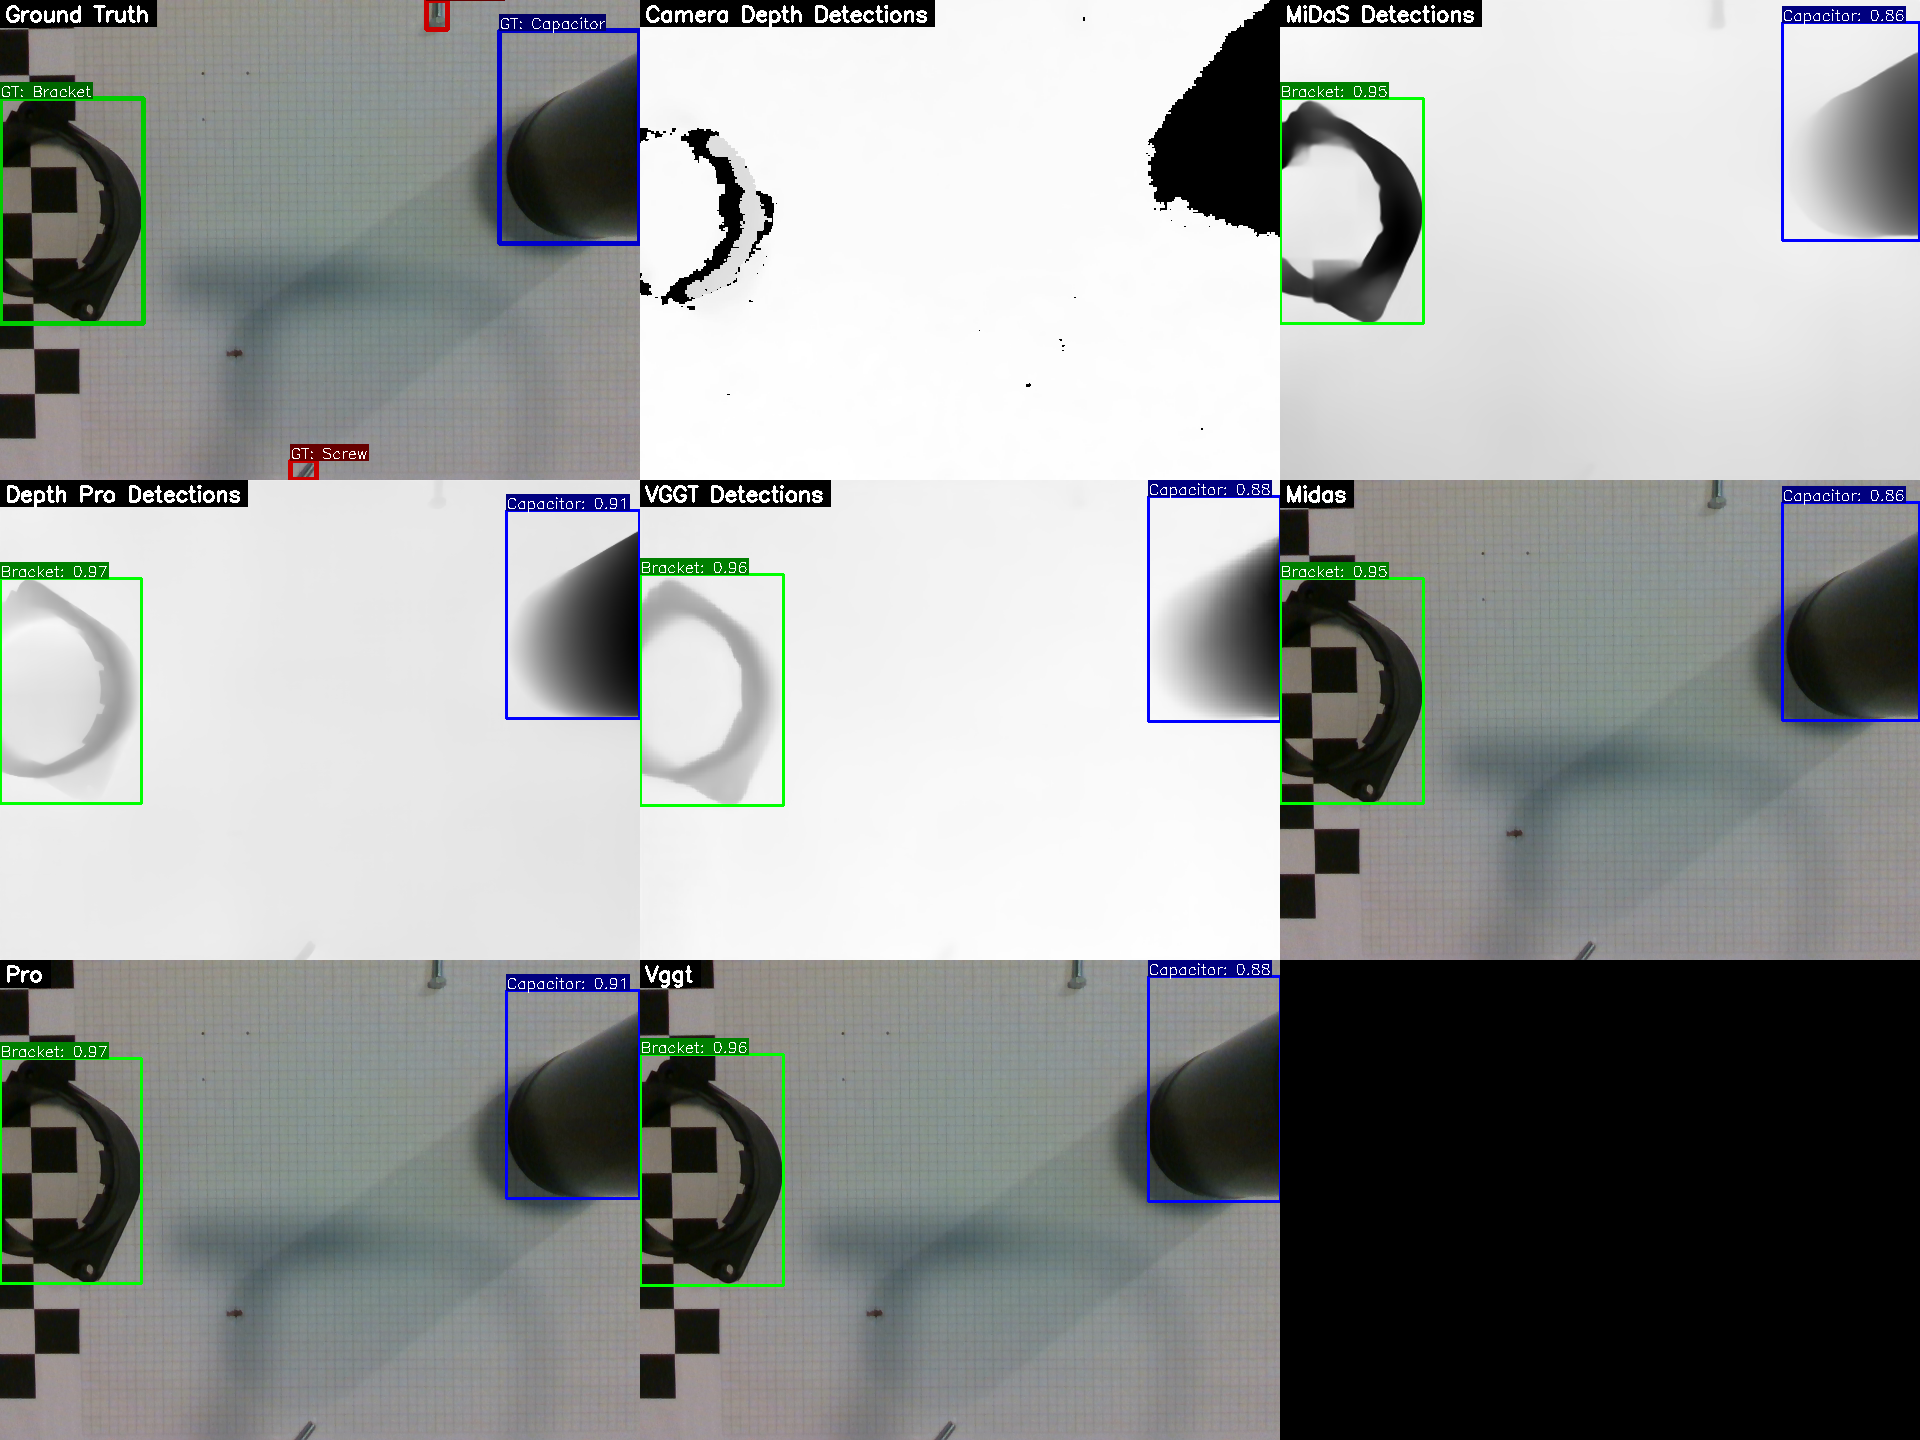 Ground Truth
GT: Capacitor
GT: Bracket
GT: Screw
Camera Depth Detections
MiDaS Detections
Capacitor: 0.86
Bracket: 0.95
Depth Pro Detections
Capacitor: 0.91
Bracket: 0.97
VGGT Detections
Capacitor: 0.88
Bracket: 0.96
Midas
Capacitor: 0.86
Bracket: 0.95
Pro
Capacitor: 0.91
Bracket: 0.97
Vggt
Capacitor: 0.88
Bracket: 0.96